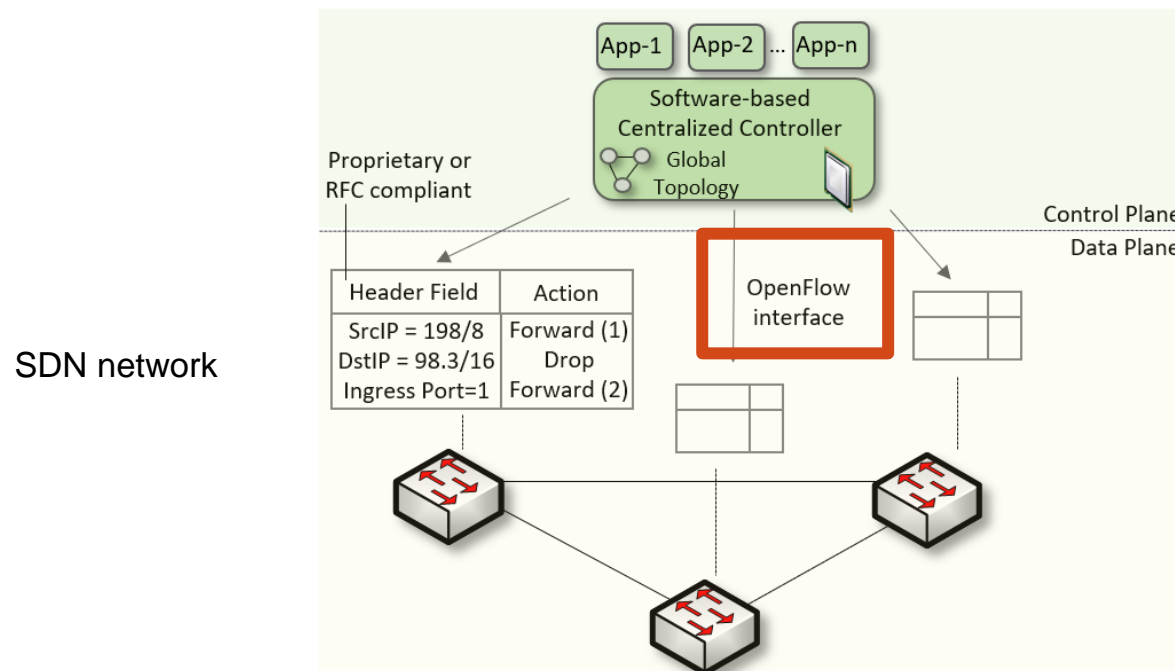 App-1 App-2 ... App-n
Software-based
Centralized Controller
Global
Topology
Proprietary or
RFC compliant
Control Plane
Data Plane
Header Field Action
SrcIP = 198/8 Forward (1)
DstIP = 98.3/16 Drop
Ingress Port=1 Forward (2)
OpenFlow
interface
SDN network